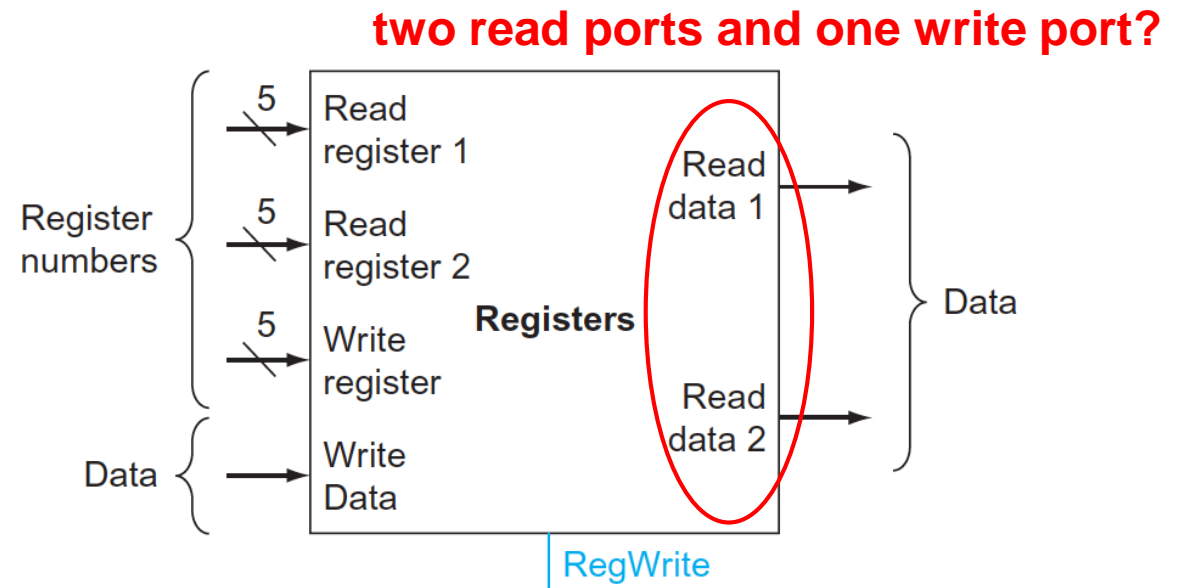 two read ports and one write port?
5
Read
register 1
Read
data 1
Register
numbers
5
Read
register 2
Registers
Data
5
Write
register
Read
data 2
Data
Write
Data
RegWrite